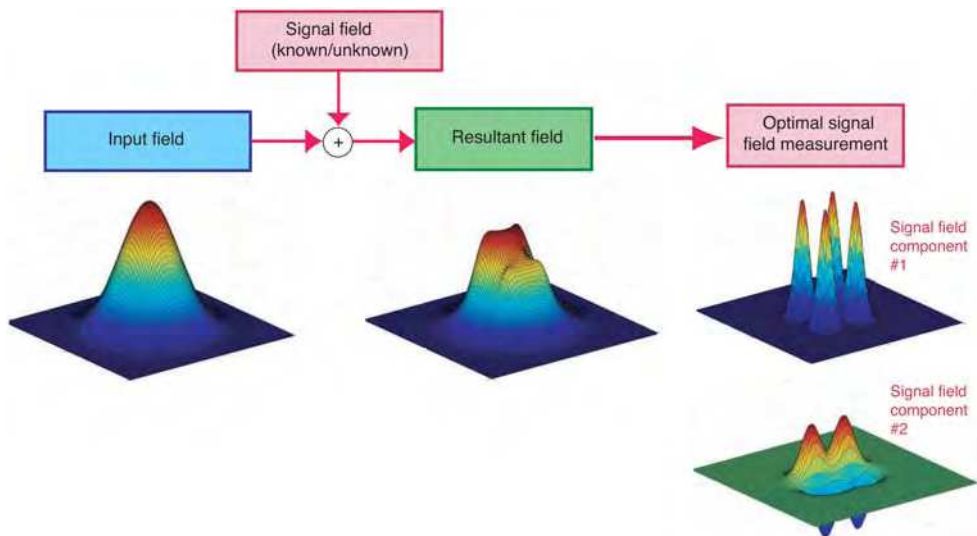 Signal field
(known/unknown)
Input field
+
Resultant field
Optimal signal
field measurement
Signal field
component
#1
Signal field
component
#2